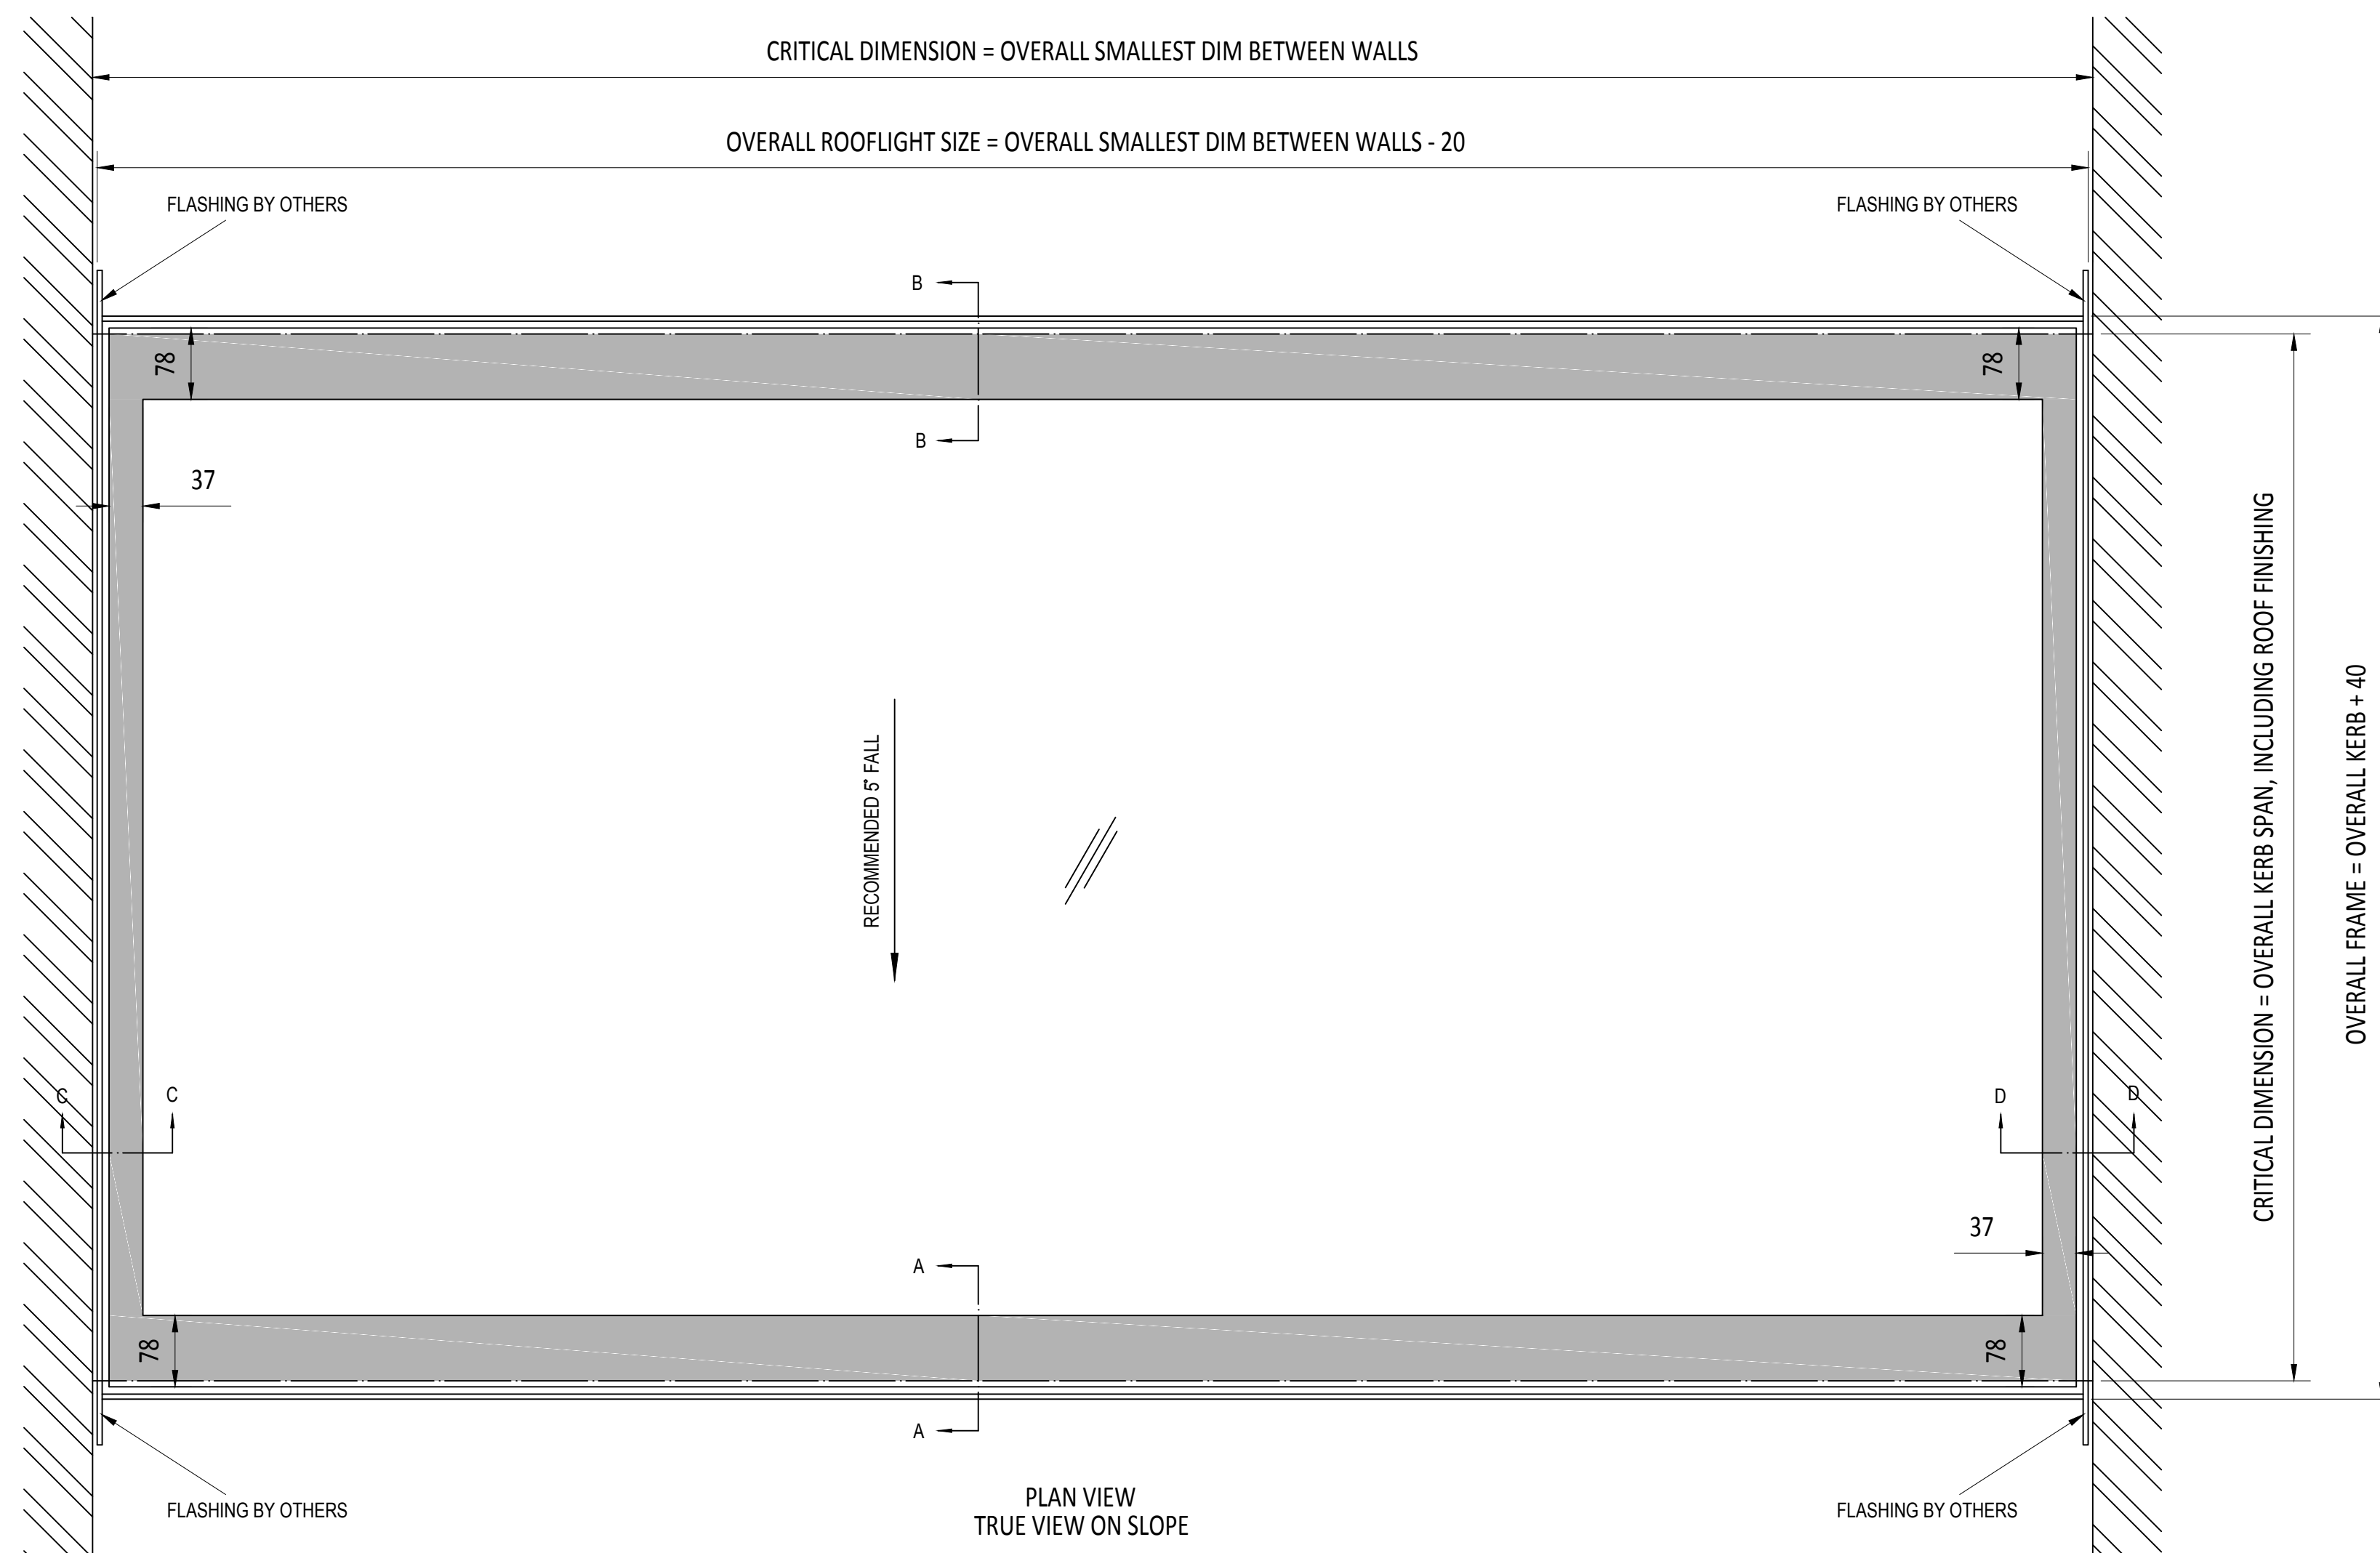 CRITICAL DIMENSION = OVERALL SMALLEST DIM BETWEEN WALLS
OVERALL ROOFLIGHT SIZE = OVERALL SMALLEST DIM BETWEEN WALLS - 20
FLASHING BY OTHERS
FLASHING BY OTHERS
B
78
78
B
37
CRITICAL DIMENSION = OVERALL KERB SPAN, INCLUDING ROOF FINISHING
OVERALL FRAME = OVERALL KERB + 40
RECOMMENDED 5° FALL
C
C
D
D
37
A
78
78
A
PLAN VIEW
TRUE VIEW ON SLOPE
FLASHING BY OTHERS
FLASHING BY OTHERS